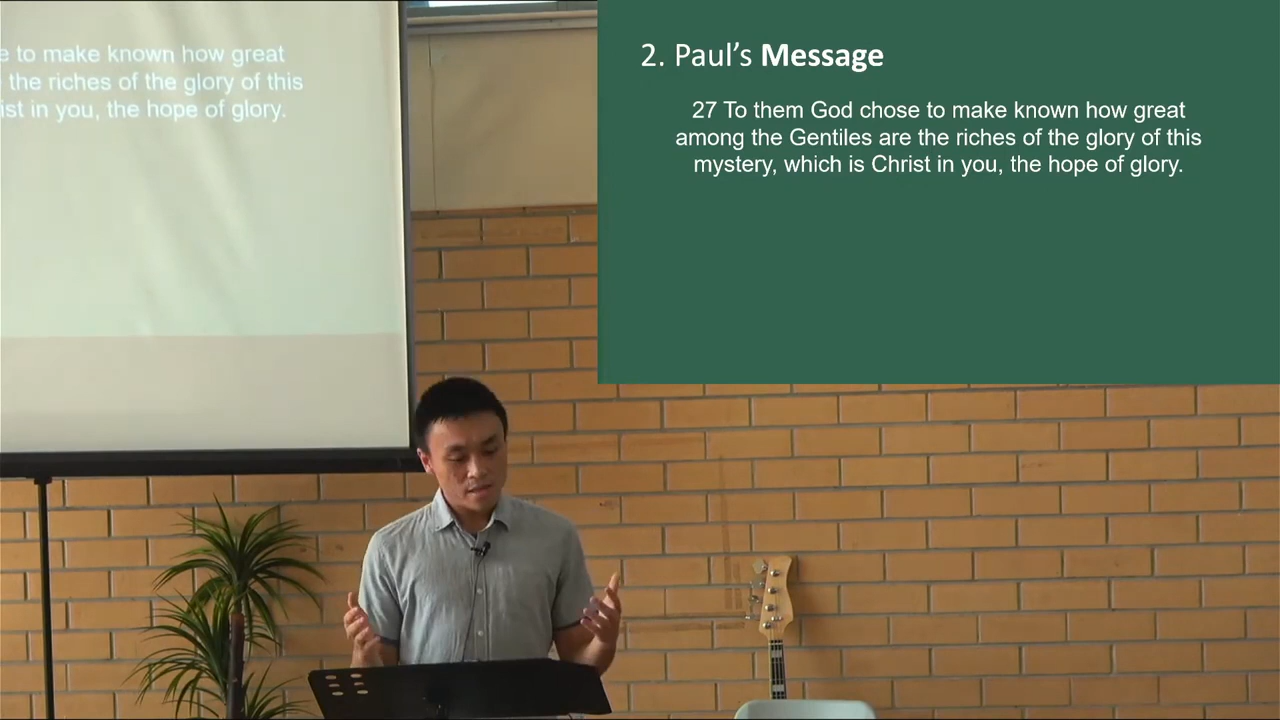 e to make known how great
the riches of the glory of this
ist in you, the hope of glory.
2. Paul's Message
27 To them God chose to make known how great
among the Gentiles are the riches of the glory of this
mystery, which is Christ in you, the hope of glory.